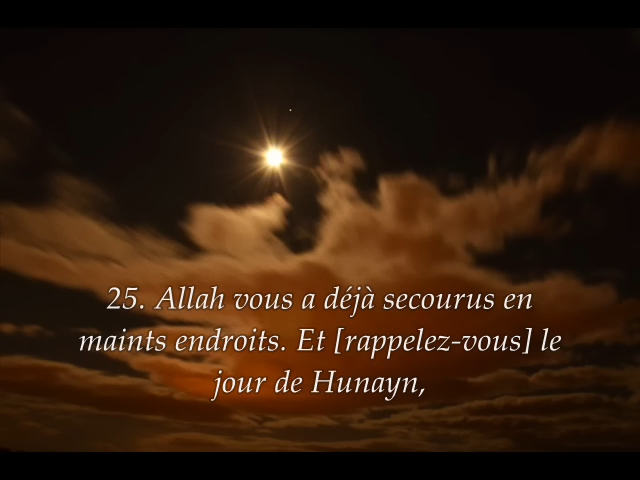 25. Allah vous a déjà secourus en
maints endroits. Et [rappelez-vous] le
jour de Hunayn,